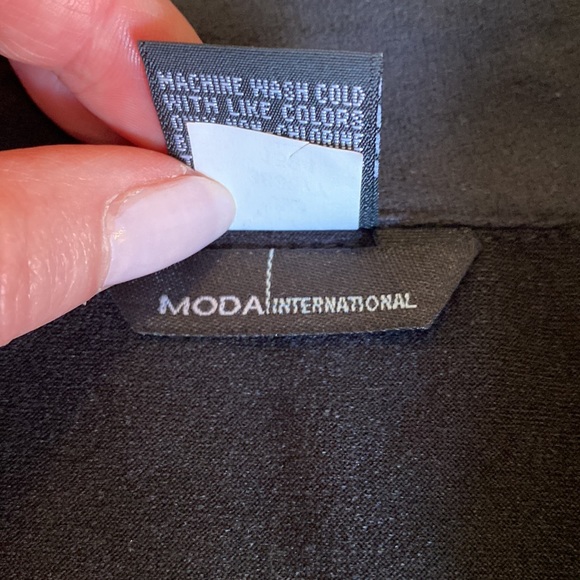 MACHINE WASH COLD
WITH LIKE COLORS
MODA INTERNATIONAL